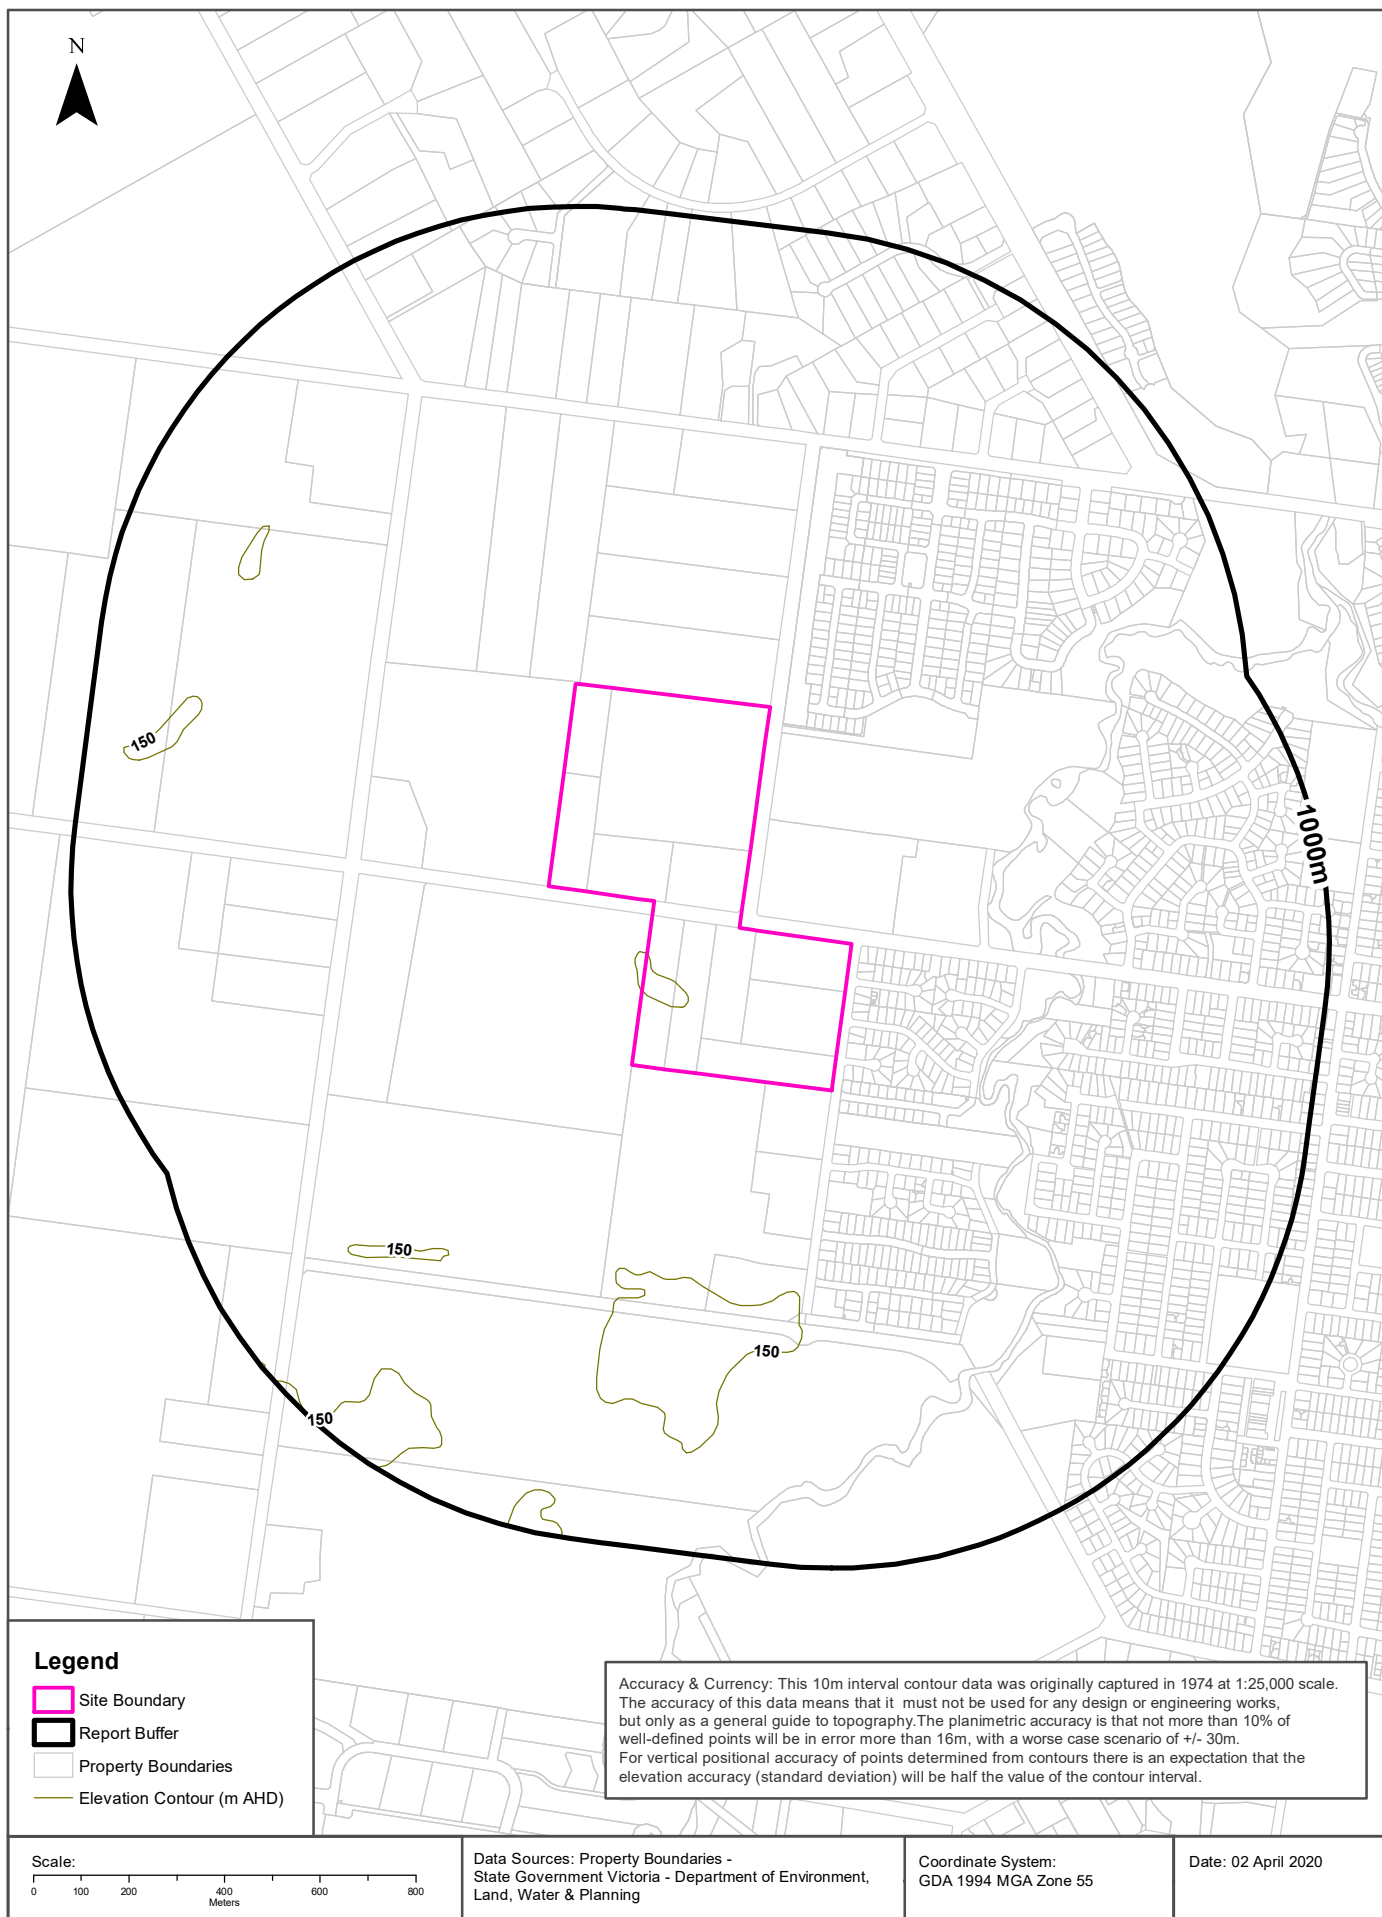 N
150
1000m
150
150
150
Legend
Site Boundary
Report Buffer
Property Boundaries
Elevation Contour (m AHD)
Accuracy & Currency: This 10m interval contour data was originally captured in 1974 at 1:25,000 scale.
The accuracy of this data means that it must not be used for any design or engineering works,
but only as a general guide to topography.The planimetric accuracy is that not more than 10% of
well-defined points will be in error more than 16m, with a worse case scenario of +/- 30m.
For vertical positional accuracy of points determined from contours there is an expectation that the
elevation accuracy (standard deviation) will be half the value of the contour interval.
Scale:
0 100 200 400 600 800
Meters
Data Sources: Property Boundaries -
State Government Victoria - Department of Environment,
Land, Water & Planning
Coordinate System:
GDA 1994 MGA Zone 55
Date: 02 April 2020